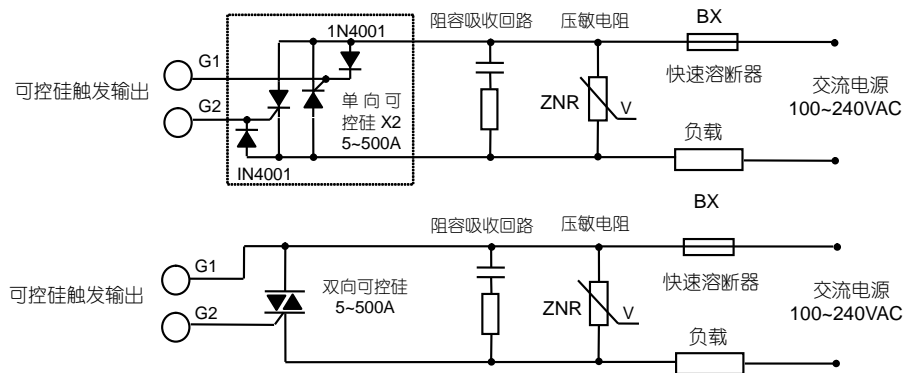 阻容吸收回路
压敏电阻
BX
1N4001
G1
快速溶断器
可控硅触发输出
交流电源
100~240VAC
单向可
控硅 X2
5~500A
ZNR
V
G2
负载
IN4001
BX
阻容吸收回路
压敏电阻
G1
快速溶断器
可控硅触发输出
双向可控硅
5~500A
交流电源
100~240VAC
ZNR
V
G2
负载